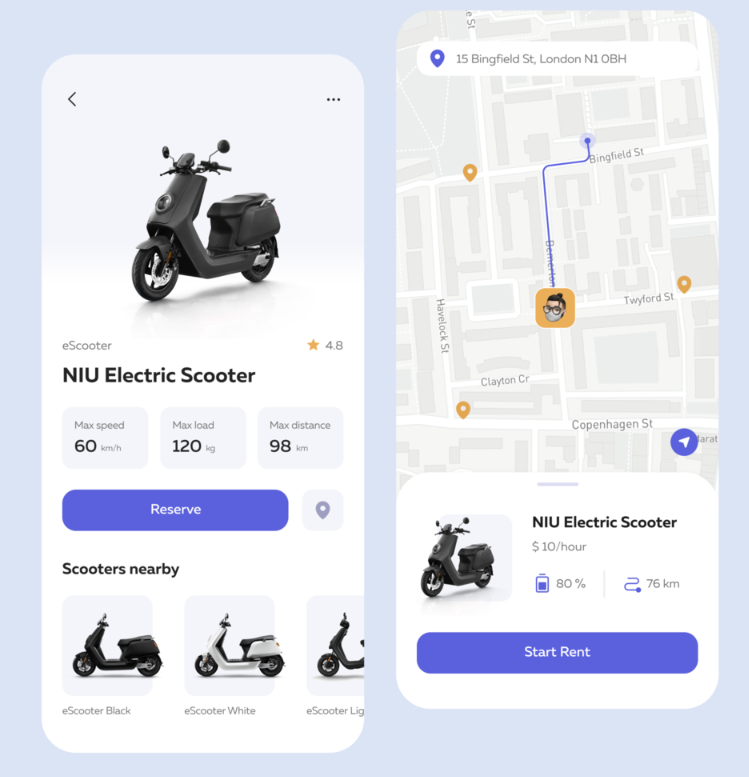 eScooter
4.8
NIU Electric Scooter
Max speed
60 km/h
Max load
120 kg
Max distance
98 km
Reserve
Scooters nearby
eScooter Black
eScooter White
eScooter Lig
15 Bingfield St, London N1 0BH
Bingfield St
Twyford St
Havelock St
Clayton Cr
Copenhagen St
NIU Electric Scooter
$ 10/hour
80 %
76 km
Start Rent